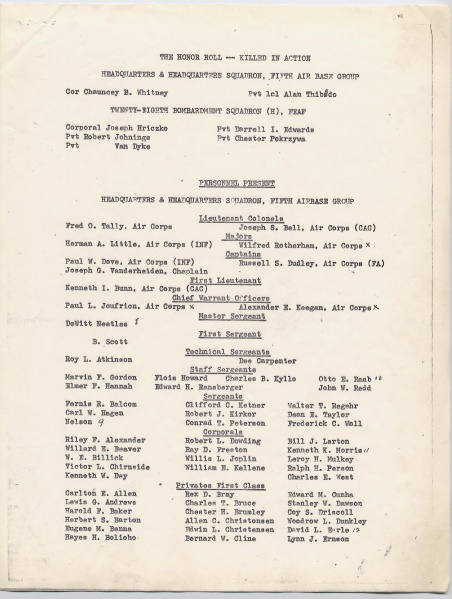 THE HONOR ROLL -- KILLED IN ACTION
HEADQUARTERS & HEADQUARTERS SQUADRON, FIFTH AIR BASE GROUP
Cor Chauncey B. Whitney Pvt 1cl Alan Thibido
TWENTY-EIGHTH BOMBARDMENT SQUADRON (H), FEAF
Corporal Joseph Hriczko Pvt Darrell I. Edwards
Pvt Robert Johnings Pvt Chester Pokrzywa
Pvt Van Dyke
PERSONNEL PRESENT
HEADQUARTERS & HEADQUARTERS SQUADRON, FIFTH AIRBASE GROUP
Lieutenant Colonels
Fred O. Tally, Air Corps Joseph S. Bell, Air Corps (CAC)
Majors
Herman A. Little, Air Corps (INF) Wilfred Rotherham, Air Corps x
Captains
Paul W. Dove, Air Corps (INF) Russell S. Dudley, Air Corps (FA)
Joseph G. Vanderheiden, Chaplain
First Lieutenant
Kenneth I. Bunn, Air Corps (CAC)
Chief Warrant Officers
Paul L. Joufrion, Air Corps x Alexander E. Keegan, Air Corps x
Master Sergeant
DeWitt Neetles
First Sergeant
B. Scott
Technical Sergeants
Roy L. Atkinson Dee Carpenter
Staff Sergeants
Marvin F. Gordon Flois Howard Charles B. Kyllo Otto E. Raab
Elmer F. Hannah Edward H. Ransberger John W. Redd
Sergeants
Fernie R. Balcom Clifford C. Ketner Walter T. Regehr
Carl W. Hagen Robert J. Kirker Dean E. Taylor
Nelson 9 Conrad T. Peterson Frederick C. Wall
Corporals
Riley F. Alexander Robert L. Dowding Bill J. Larton
Willard E. Beaver Ray D. Freeton Kenneth K. Morris
W. E. Billick Willis L. Joplin Leroy H. Mulkey
Victor L. Chirneide William H. Kellene Ralph H. Person
Kenneth W. Day Charles E. West
Privates First Class
Carlton E. Allen Rex D. Bray Edward M. Cunha
Lewis G. Andrews Charles T. Bruce Stanley W. Dawson
Harold F. Baker Chester H. Brumley Coy S. Driscoll
Herbert S. Barton Allen C. Christensen Woodrow L. Dunkley
Eugene M. Benna Edwin L. Christensen David L. Earle
Hayes H. Bolicho Bernard W. Cline Lynn J. Ernson